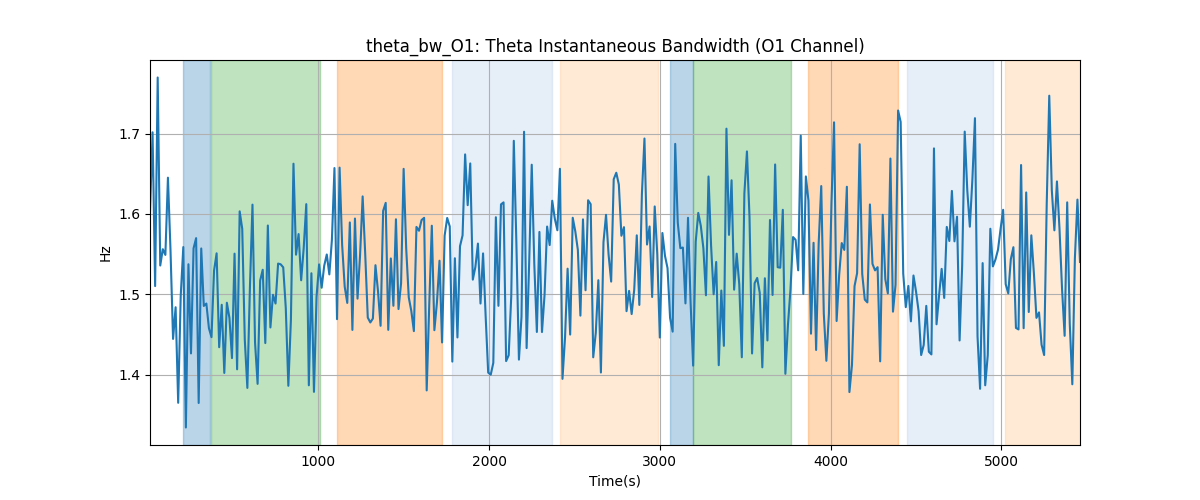 theta_bw_O1: Theta Instantaneous Bandwidth (O1 Channel)
Hz
1.7
1.6
1.5
1.4
1000 2000 3000 4000 5000
Time(s)